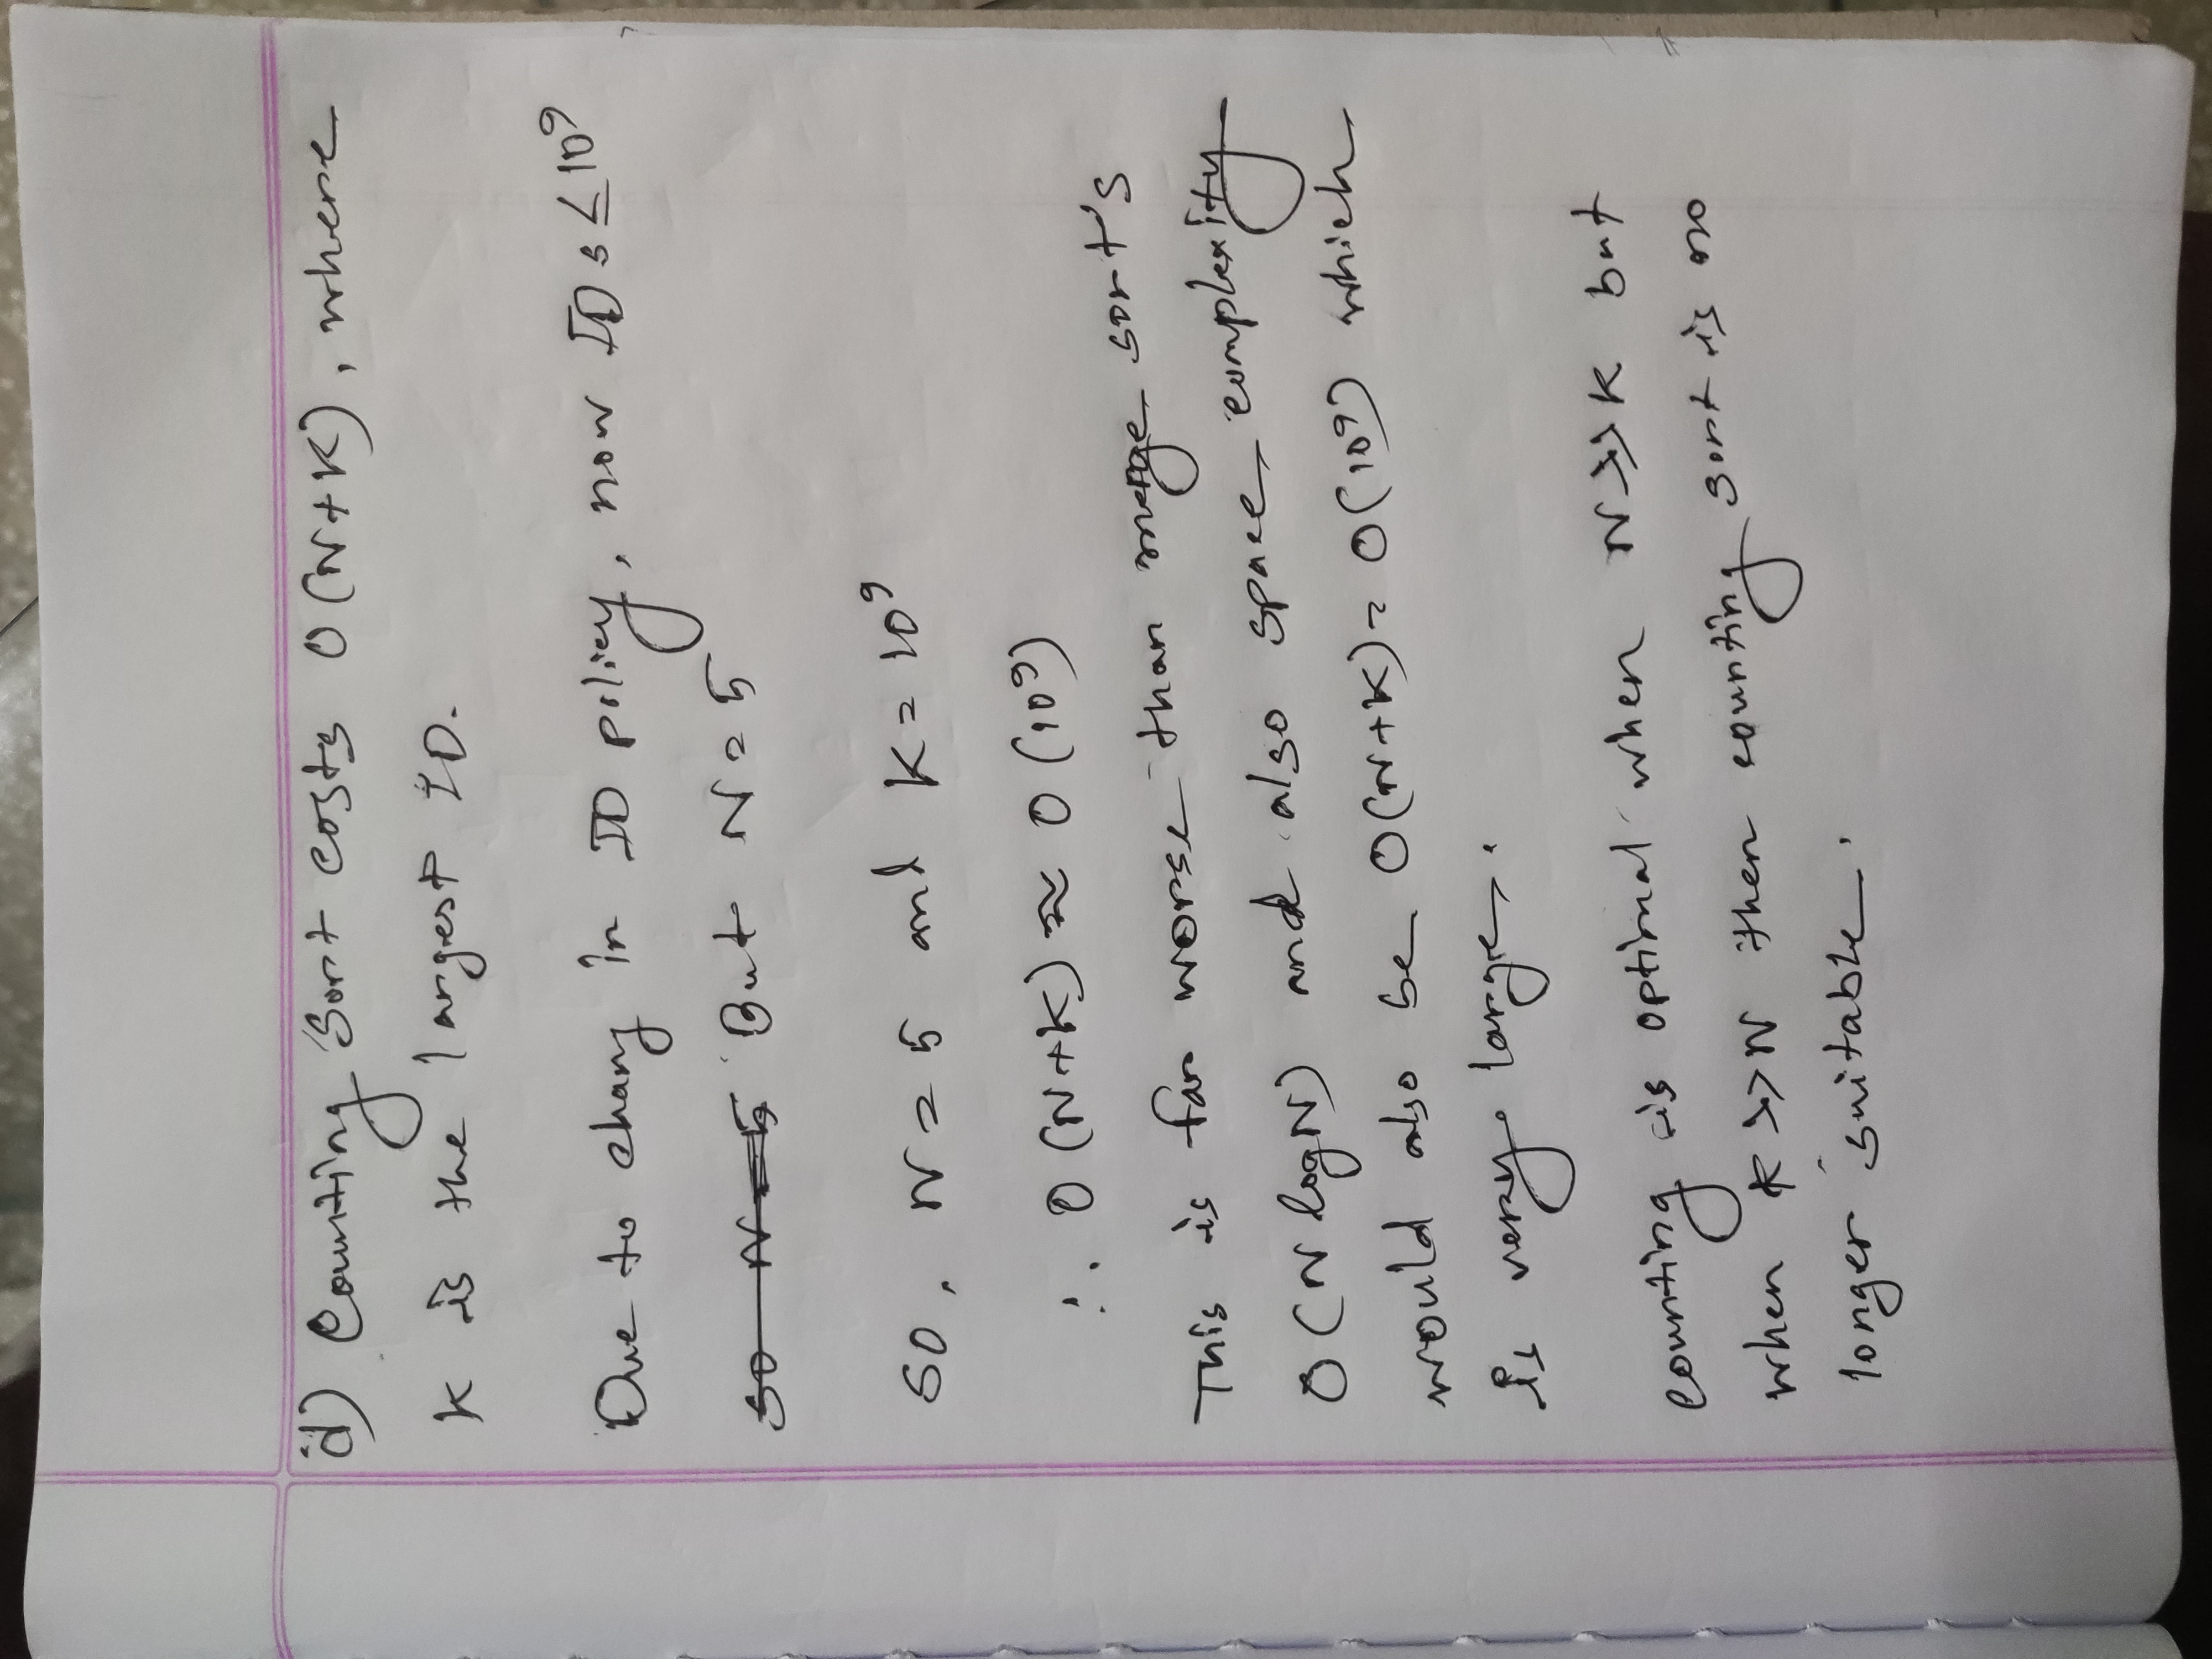 d) Counting Sort costs O(N+K), where
K is the largest ID.
Due to chang in ID policy, now IDs ≤ 10⁹
So N=5 But N = 5
So, N = 5 and K = 10⁹
∴ O(N+K) ≈ O(10⁹)
This is far worse than merge sort's
O(N log N) and also space complexity
would also be O(N+K) = O(10⁹) which
is very large.
Counting is optimal when N >> K but
when K >> N then counting sort is no
longer suitable.